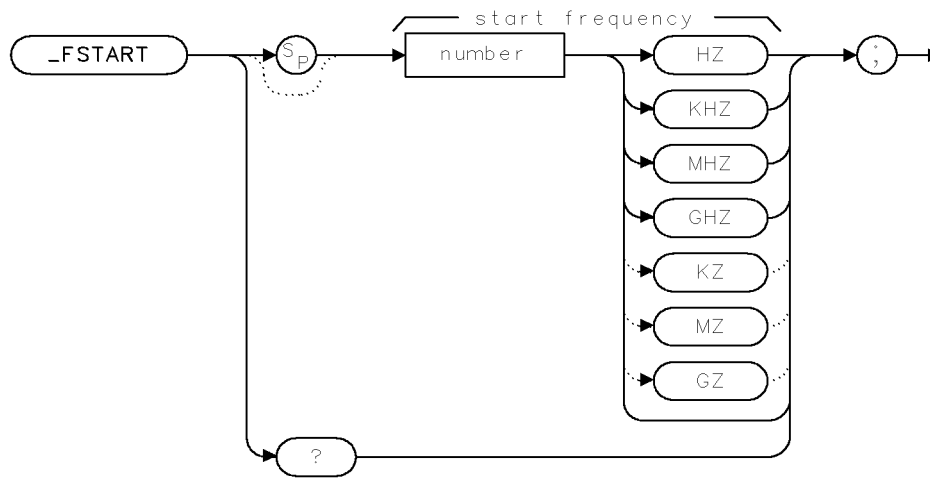 start frequency
_FSTART
SP
number
HZ
;
KHZ
MHZ
GHZ
KZ
MZ
GZ
?